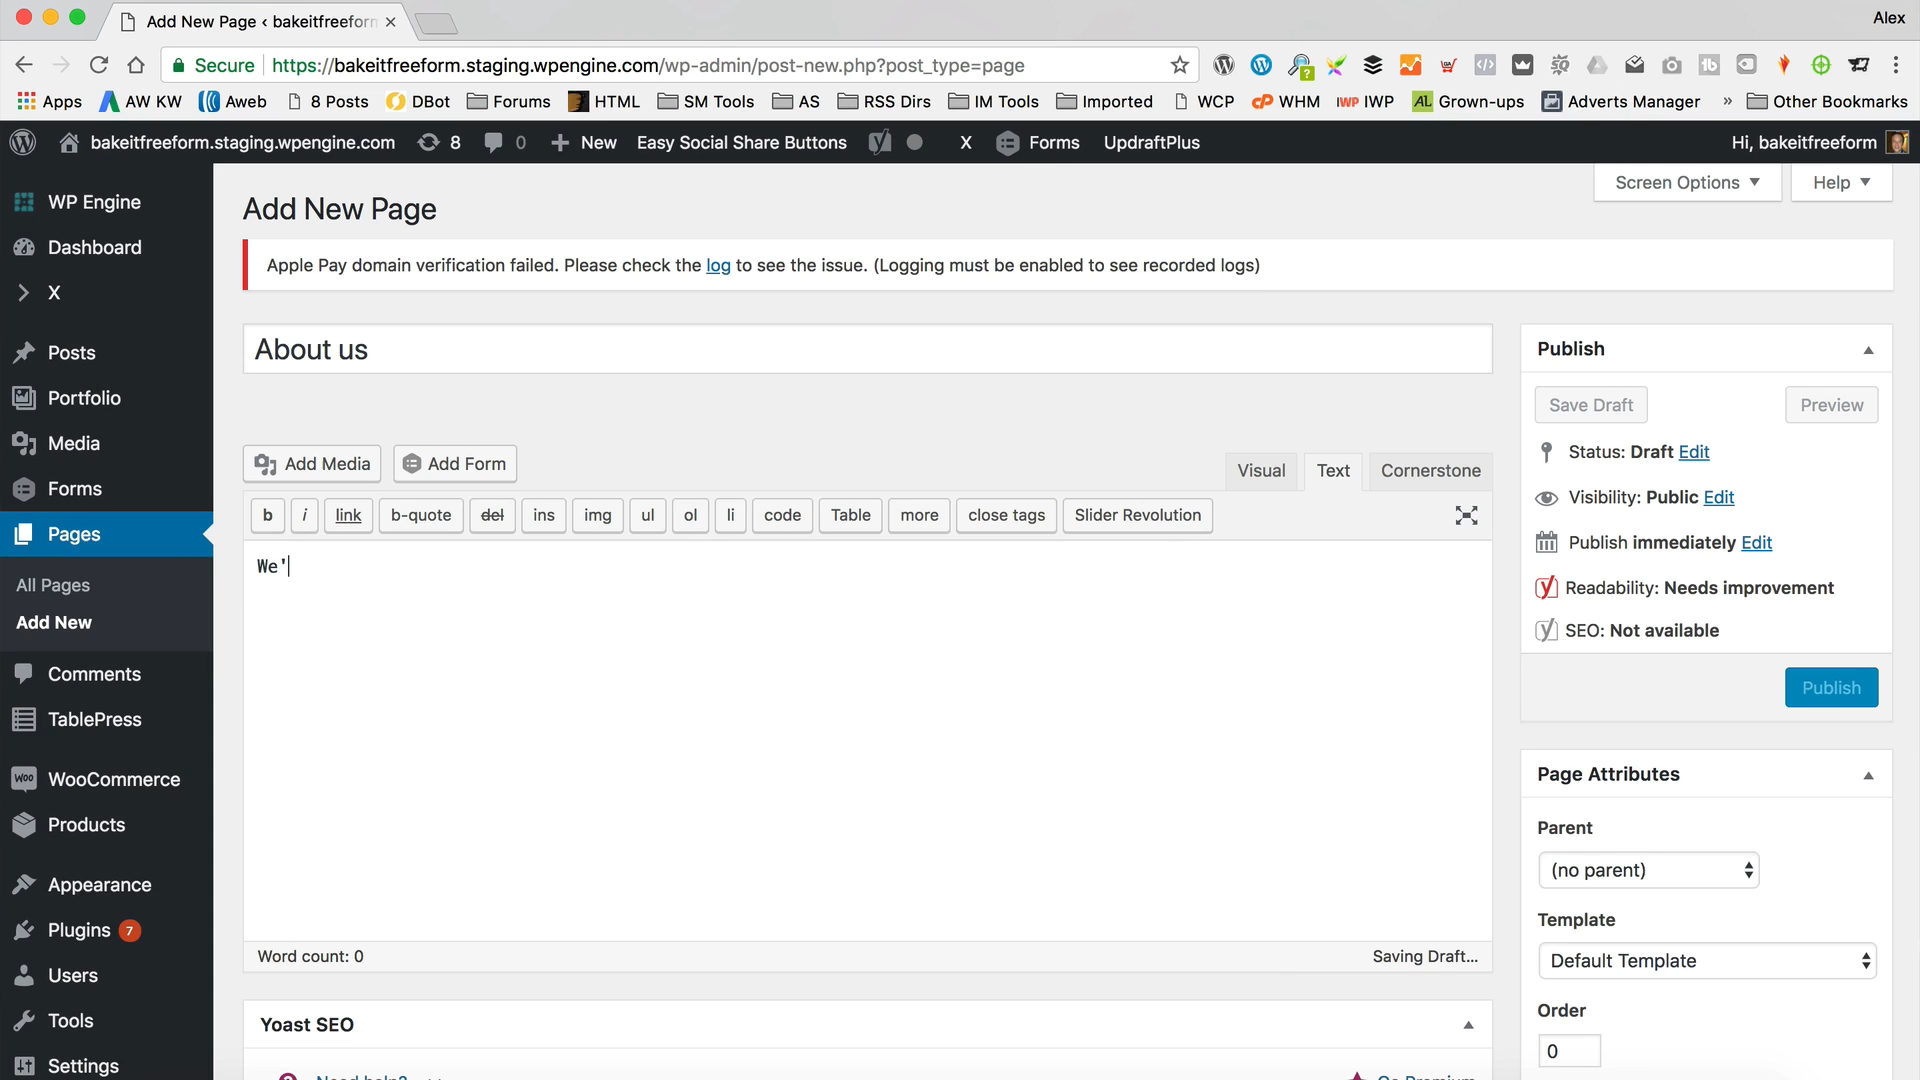 Add New Page ‹ bakeitfreeform
Alex
Secure https://bakeitfreeform.staging.wpengine.com/wp-admin/post-new.php?post_type=page
Apps AW KW Aweb 8 Posts DBot Forums HTML SM Tools AS RSS Dirs IM Tools Imported WCP WHM IWP Grown-ups Adverts Manager » Other Bookmarks
bakeitfreeform.staging.wpengine.com 8 0 New Easy Social Share Buttons X Forms UpdraftPlus Hi, bakeitfreeform
Screen Options Help
WP Engine
Dashboard
X
Posts
Portfolio
Media
Forms
Pages
All Pages
Add New
Comments
TablePress
WooCommerce
Products
Appearance
Plugins 7
Users
Tools
Settings
Add New Page
Apple Pay domain verification failed. Please check the log to see the issue. (Logging must be enabled to see recorded logs)
About us
Add Media Add Form
Visual Text Cornerstone
b i link b-quote del ins img ul ol li code Table more close tags Slider Revolution
We'
Word count: 0 Saving Draft...
Yoast SEO
Publish
Save Draft Preview
Status: Draft Edit
Visibility: Public Edit
Publish immediately Edit
Readability: Needs improvement
SEO: Not available
Publish
Page Attributes
Parent
(no parent)
Template
Default Template
Order
0